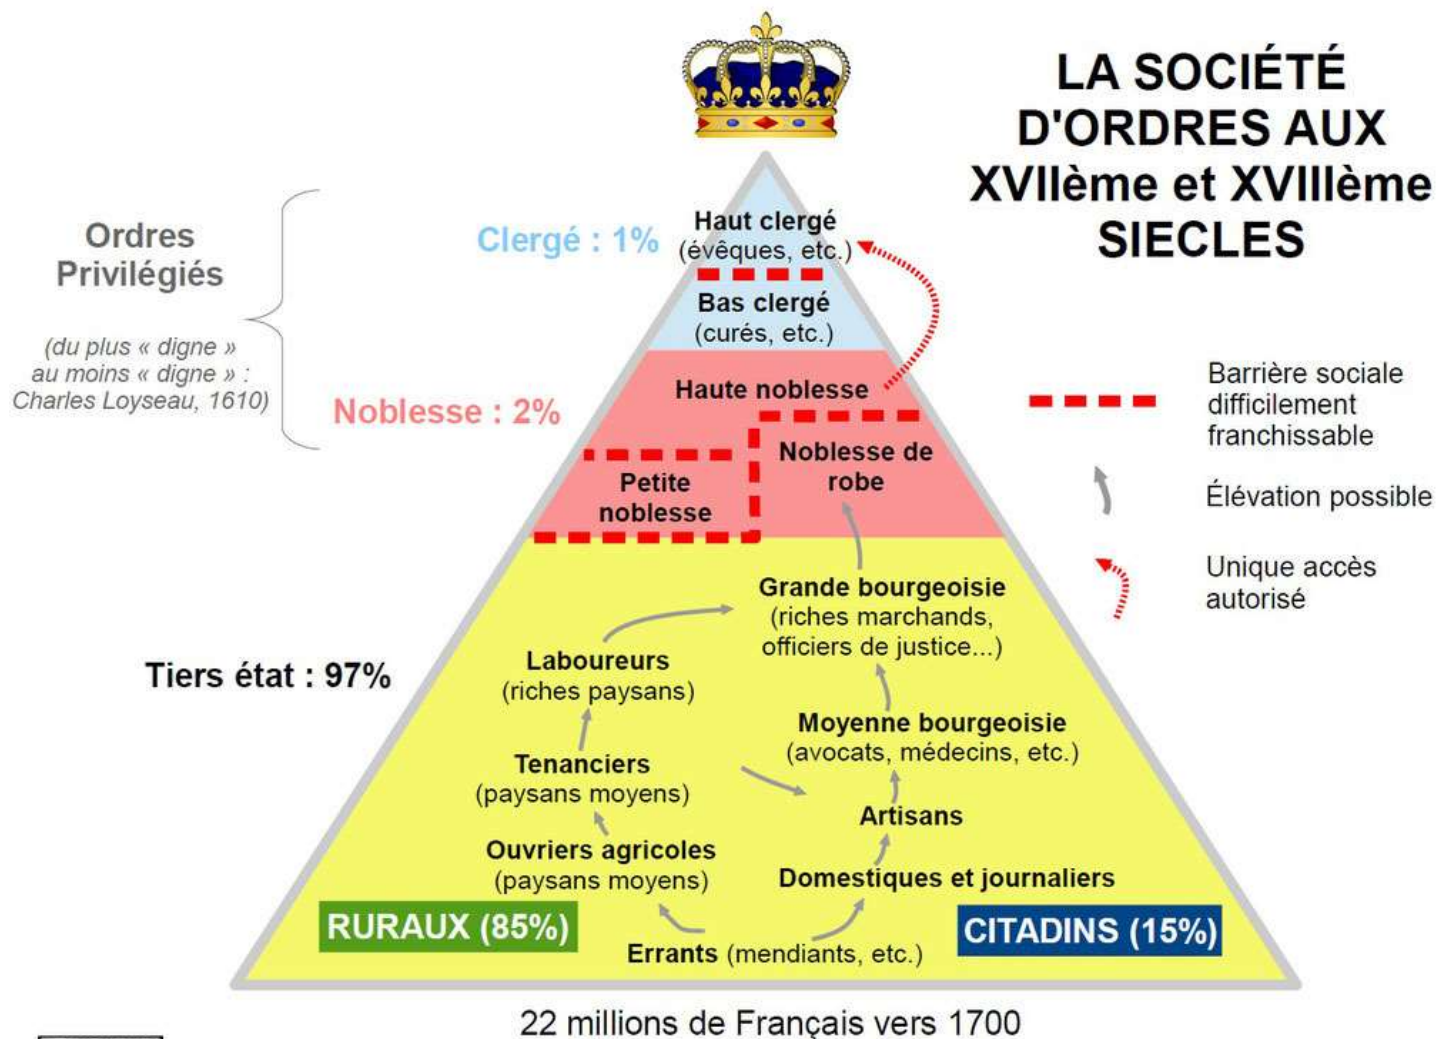 LA SOCIÉTÉ
D'ORDRES AUX
XVIIème et XVIIIème
SIECLES
Ordres
Privilégiés
(du plus « digne »
au moins « digne » :
Charles Loyseau, 1610)
Clergé : 1%
Haut clergé
(évêques, etc.)
Bas clergé
(curés, etc.)
Noblesse : 2%
Haute noblesse
Noblesse de
robe
Petite
noblesse
Barrière sociale
difficilement
franchissable
Élévation possible
Unique accès
autorisé
Tiers état : 97%
Grande bourgeoisie
(riches marchands,
officiers de justice...)
Laboureurs
(riches paysans)
Moyenne bourgeoisie
(avocats, médecins, etc.)
Tenanciers
(paysans moyens)
Artisans
Ouvriers agricoles
(paysans moyens)
Domestiques et journaliers
RURAUX (85%)
CITADINS (15%)
Errants (mendiants, etc.)
22 millions de Français vers 1700